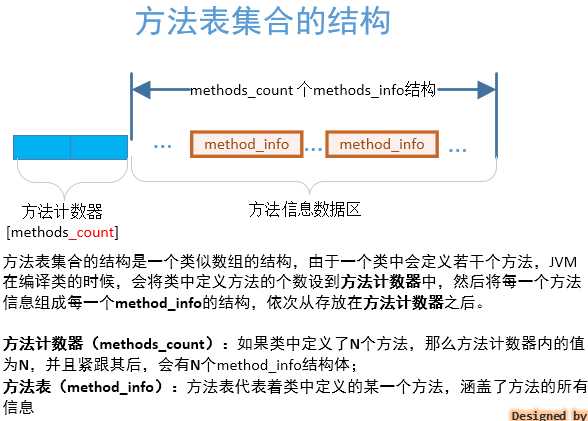 方法表集合的结构
methods_count 个methods_info结构
... method_info ... method_info ...
方法计数器
[methods_count]
方法信息数据区
方法表集合的结构是一个类似数组的结构，由于一个类中会定义若干个方法，JVM
在编译类的时候，会将类中定义方法的个数设到方法计数器中，然后将每一个方法
信息组成每一个method_info的结构，依次从存放在方法计数器之后。
方法计数器（methods_count）：如果类中定义了N个方法，那么方法计数器内的值
为N，并且紧跟其后，会有N个method_info结构体；
方法表（method_info）：方法表代表着类中定义的某一个方法，涵盖了方法的所有
信息
Designed by